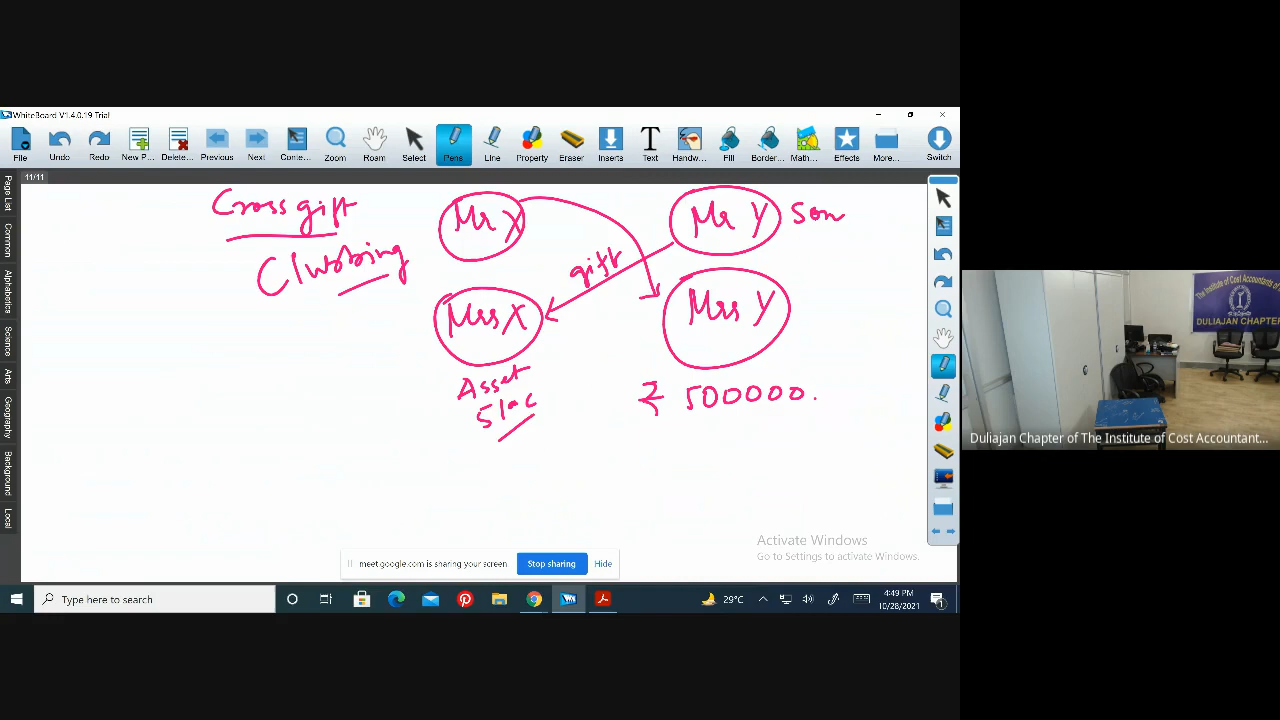 WhiteBoard V1.4.0.19 Trial
File Undo Redo New P... Delete... Previous Next Conte... Zoom Roam Select Pens Line Property Eraser Inserts Text Handw... Fill Border... Math... Effects More... Switch
11/11
Page List
Common
Alphabetics
Science
Arts
Geography
Background
Local
Cross gift
Clubbing
Mr X
Mr Y Son
gift
Mrs X
Mrs Y
Asset
5 lac
₹ 500000.
Activate Windows
Go to Settings to activate Windows.
meet.google.com is sharing your screen Stop sharing Hide
Type here to search
29°C
4:49 PM
10/28/2021
1
The Institute of Cost Accountants of
DULIAJAN CHAPTER
Duliajan Chapter of The Institute of Cost Accountant...